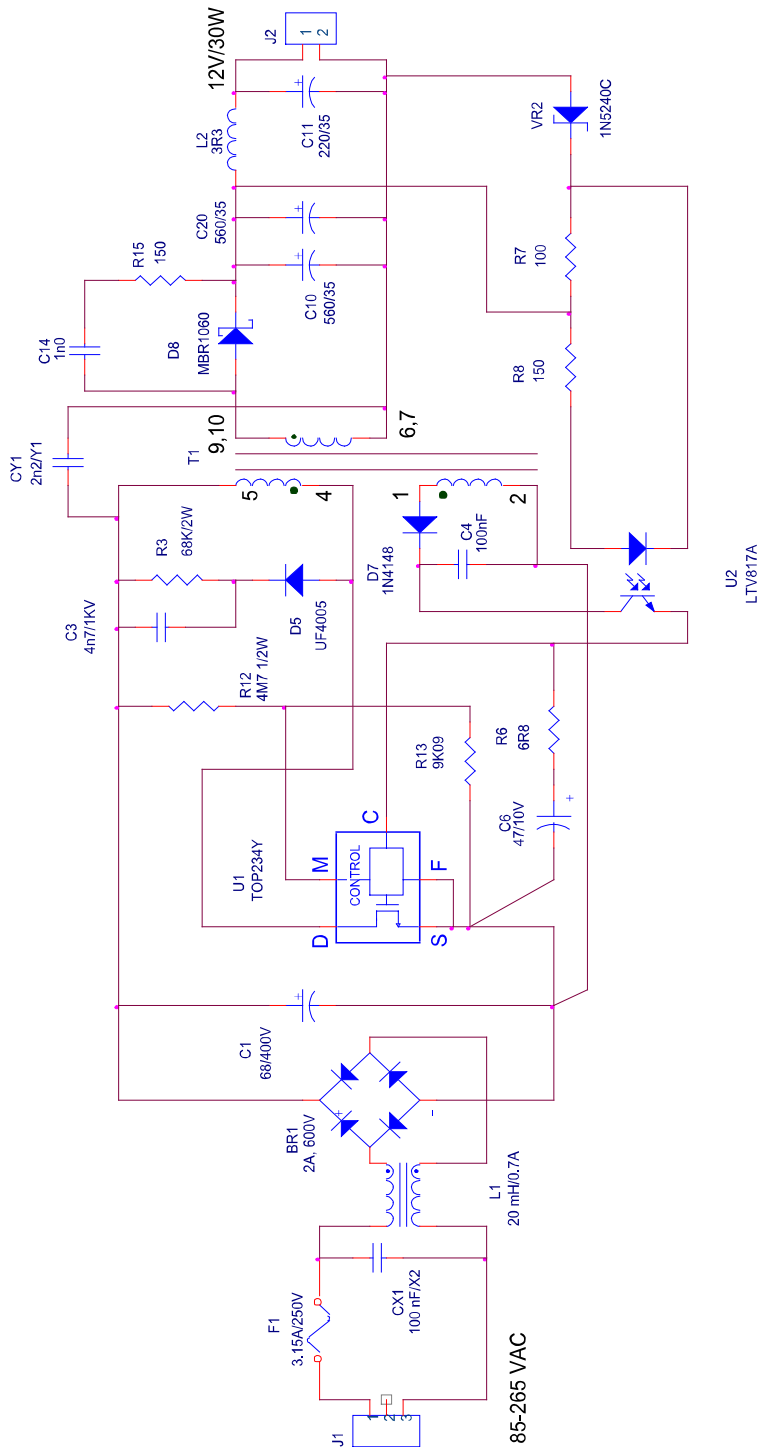 12V/30W
J2
1
2
L2
3R3
C11
220/35
VR2
1N5240C
C20
560/35
R15
150
C10
560/35
R7
100
C14
1n0
D8
MBR1060
R8
150
CY1
2n2/Y1
9,10
6,7
T1
5
4
1
2
R3
68K/2W
C4
100nF
D7
1N4148
C3
4n7/1KV
D5
UF4005
U2
LTV817A
R12
4M7 1/2W
R13
9K09
R6
6R8
C6
47/10V
+
U1
TOP234Y
CONTROL
D
M
C
S
F
C1
68/400V
BR1
2A, 600V
+
-
L1
20 mH/0.7A
CX1
100 nF/X2
F1
3.15A/250V
J1
1
2
3
85-265 VAC